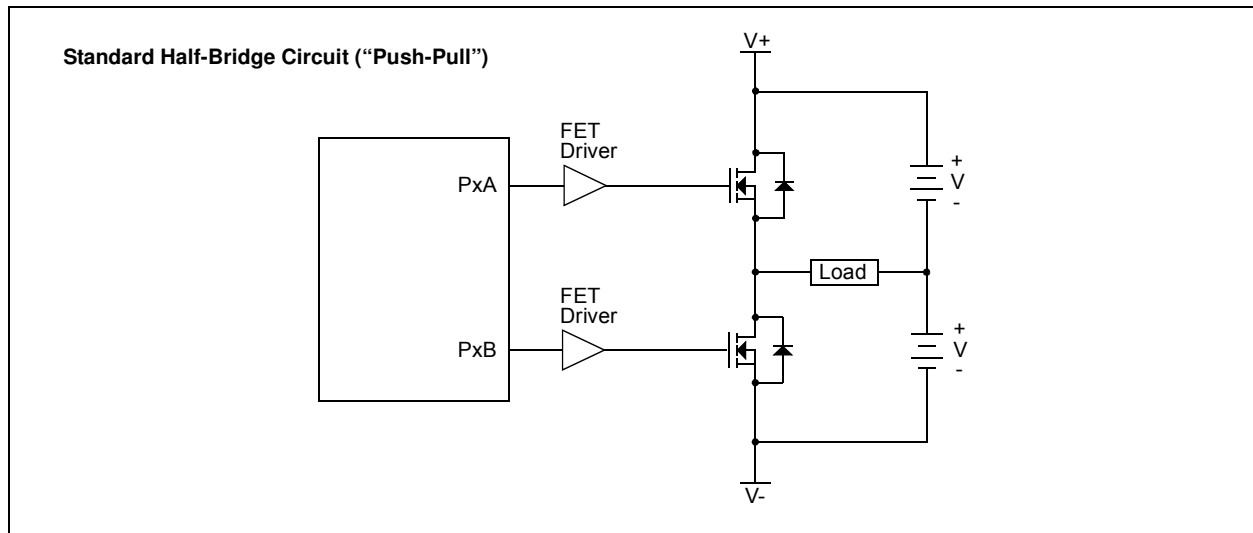 Standard Half-Bridge Circuit (“Push-Pull”)
V+
FET
Driver
PxA
+
V
-
Load
FET
Driver
PxB
+
V
-
V-